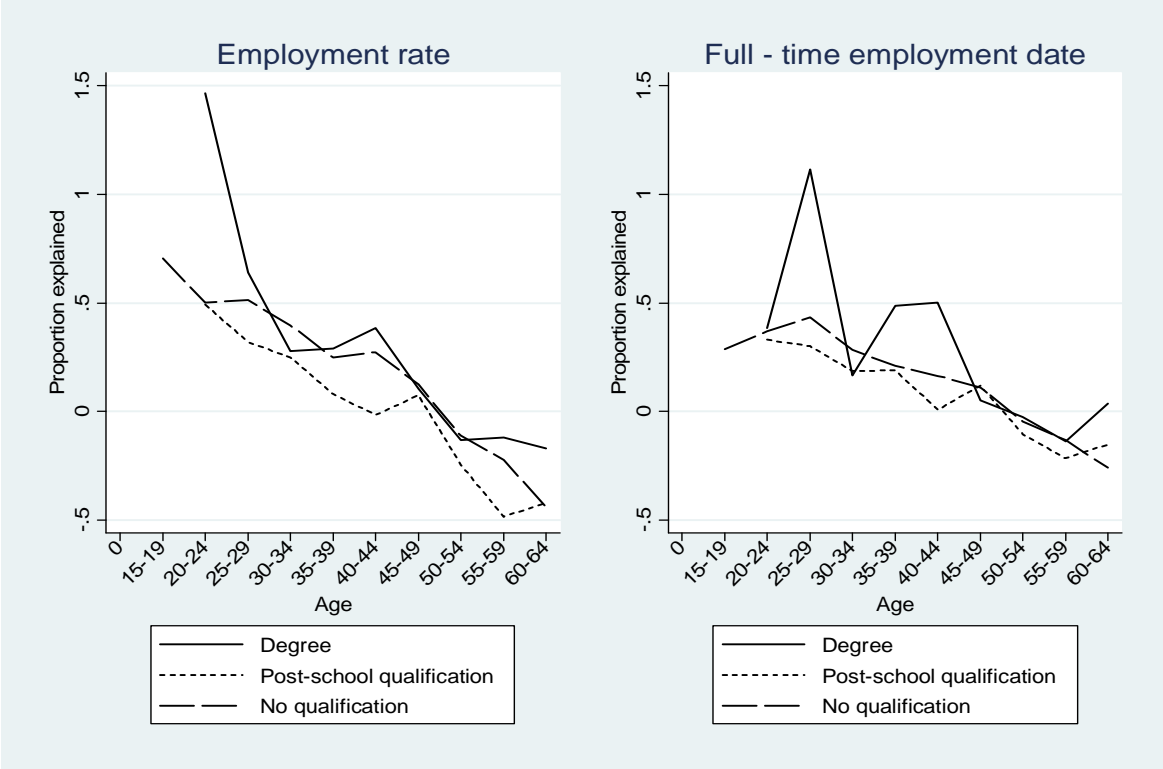 Employment rate
Proportion explained
1.5
1
.5
0
-.5
0
15-19
20-24
25-29
30-34
35-39
40-44
45-49
50-54
55-59
60-64
Age
Degree
Post-school qualification
No qualification
Full - time employment date
Proportion explained
1.5
1
.5
0
-.5
0
15-19
20-24
25-29
30-34
35-39
40-44
45-49
50-54
55-59
60-64
Age
Degree
Post-school qualification
No qualification